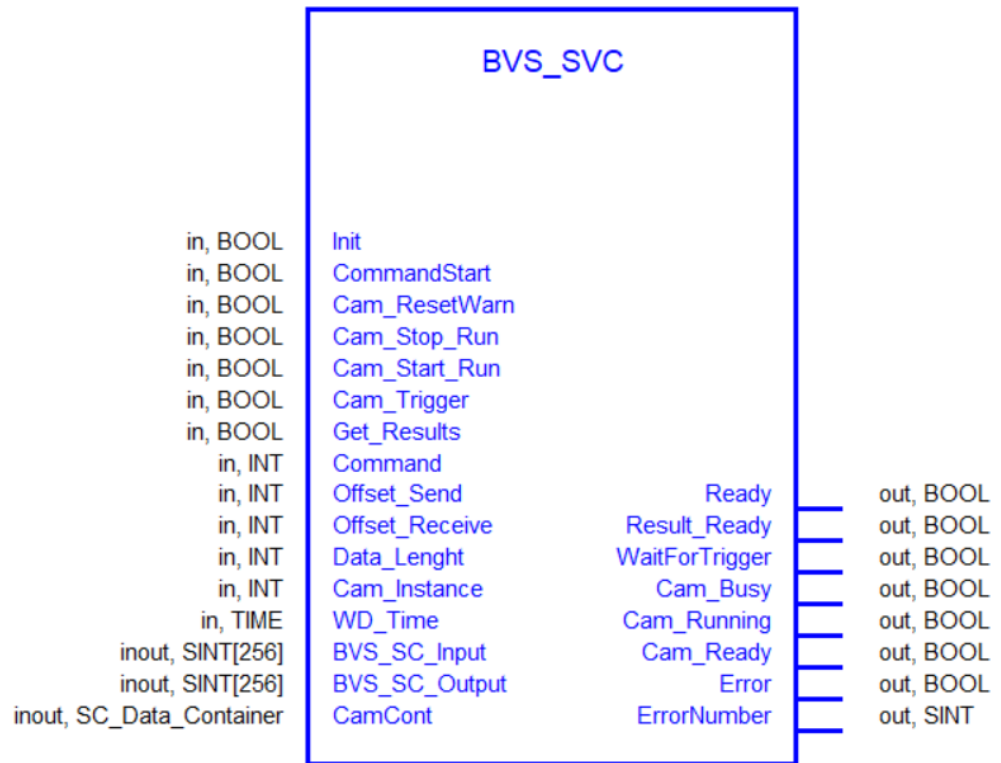 BVS_SVC
in, BOOL Init
in, BOOL CommandStart
in, BOOL Cam_ResetWarn
in, BOOL Cam_Stop_Run
in, BOOL Cam_Start_Run
in, BOOL Cam_Trigger
in, BOOL Get_Results
in, INT Command
in, INT Offset_Send Ready out, BOOL
in, INT Offset_Receive Result_Ready out, BOOL
in, INT Data_Lenght WaitForTrigger out, BOOL
in, INT Cam_Instance Cam_Busy out, BOOL
in, TIME WD_Time Cam_Running out, BOOL
inout, SINT[256] BVS_SC_Input Cam_Ready out, BOOL
inout, SINT[256] BVS_SC_Output Error out, BOOL
inout, SC_Data_Container CamCont ErrorNumber out, SINT